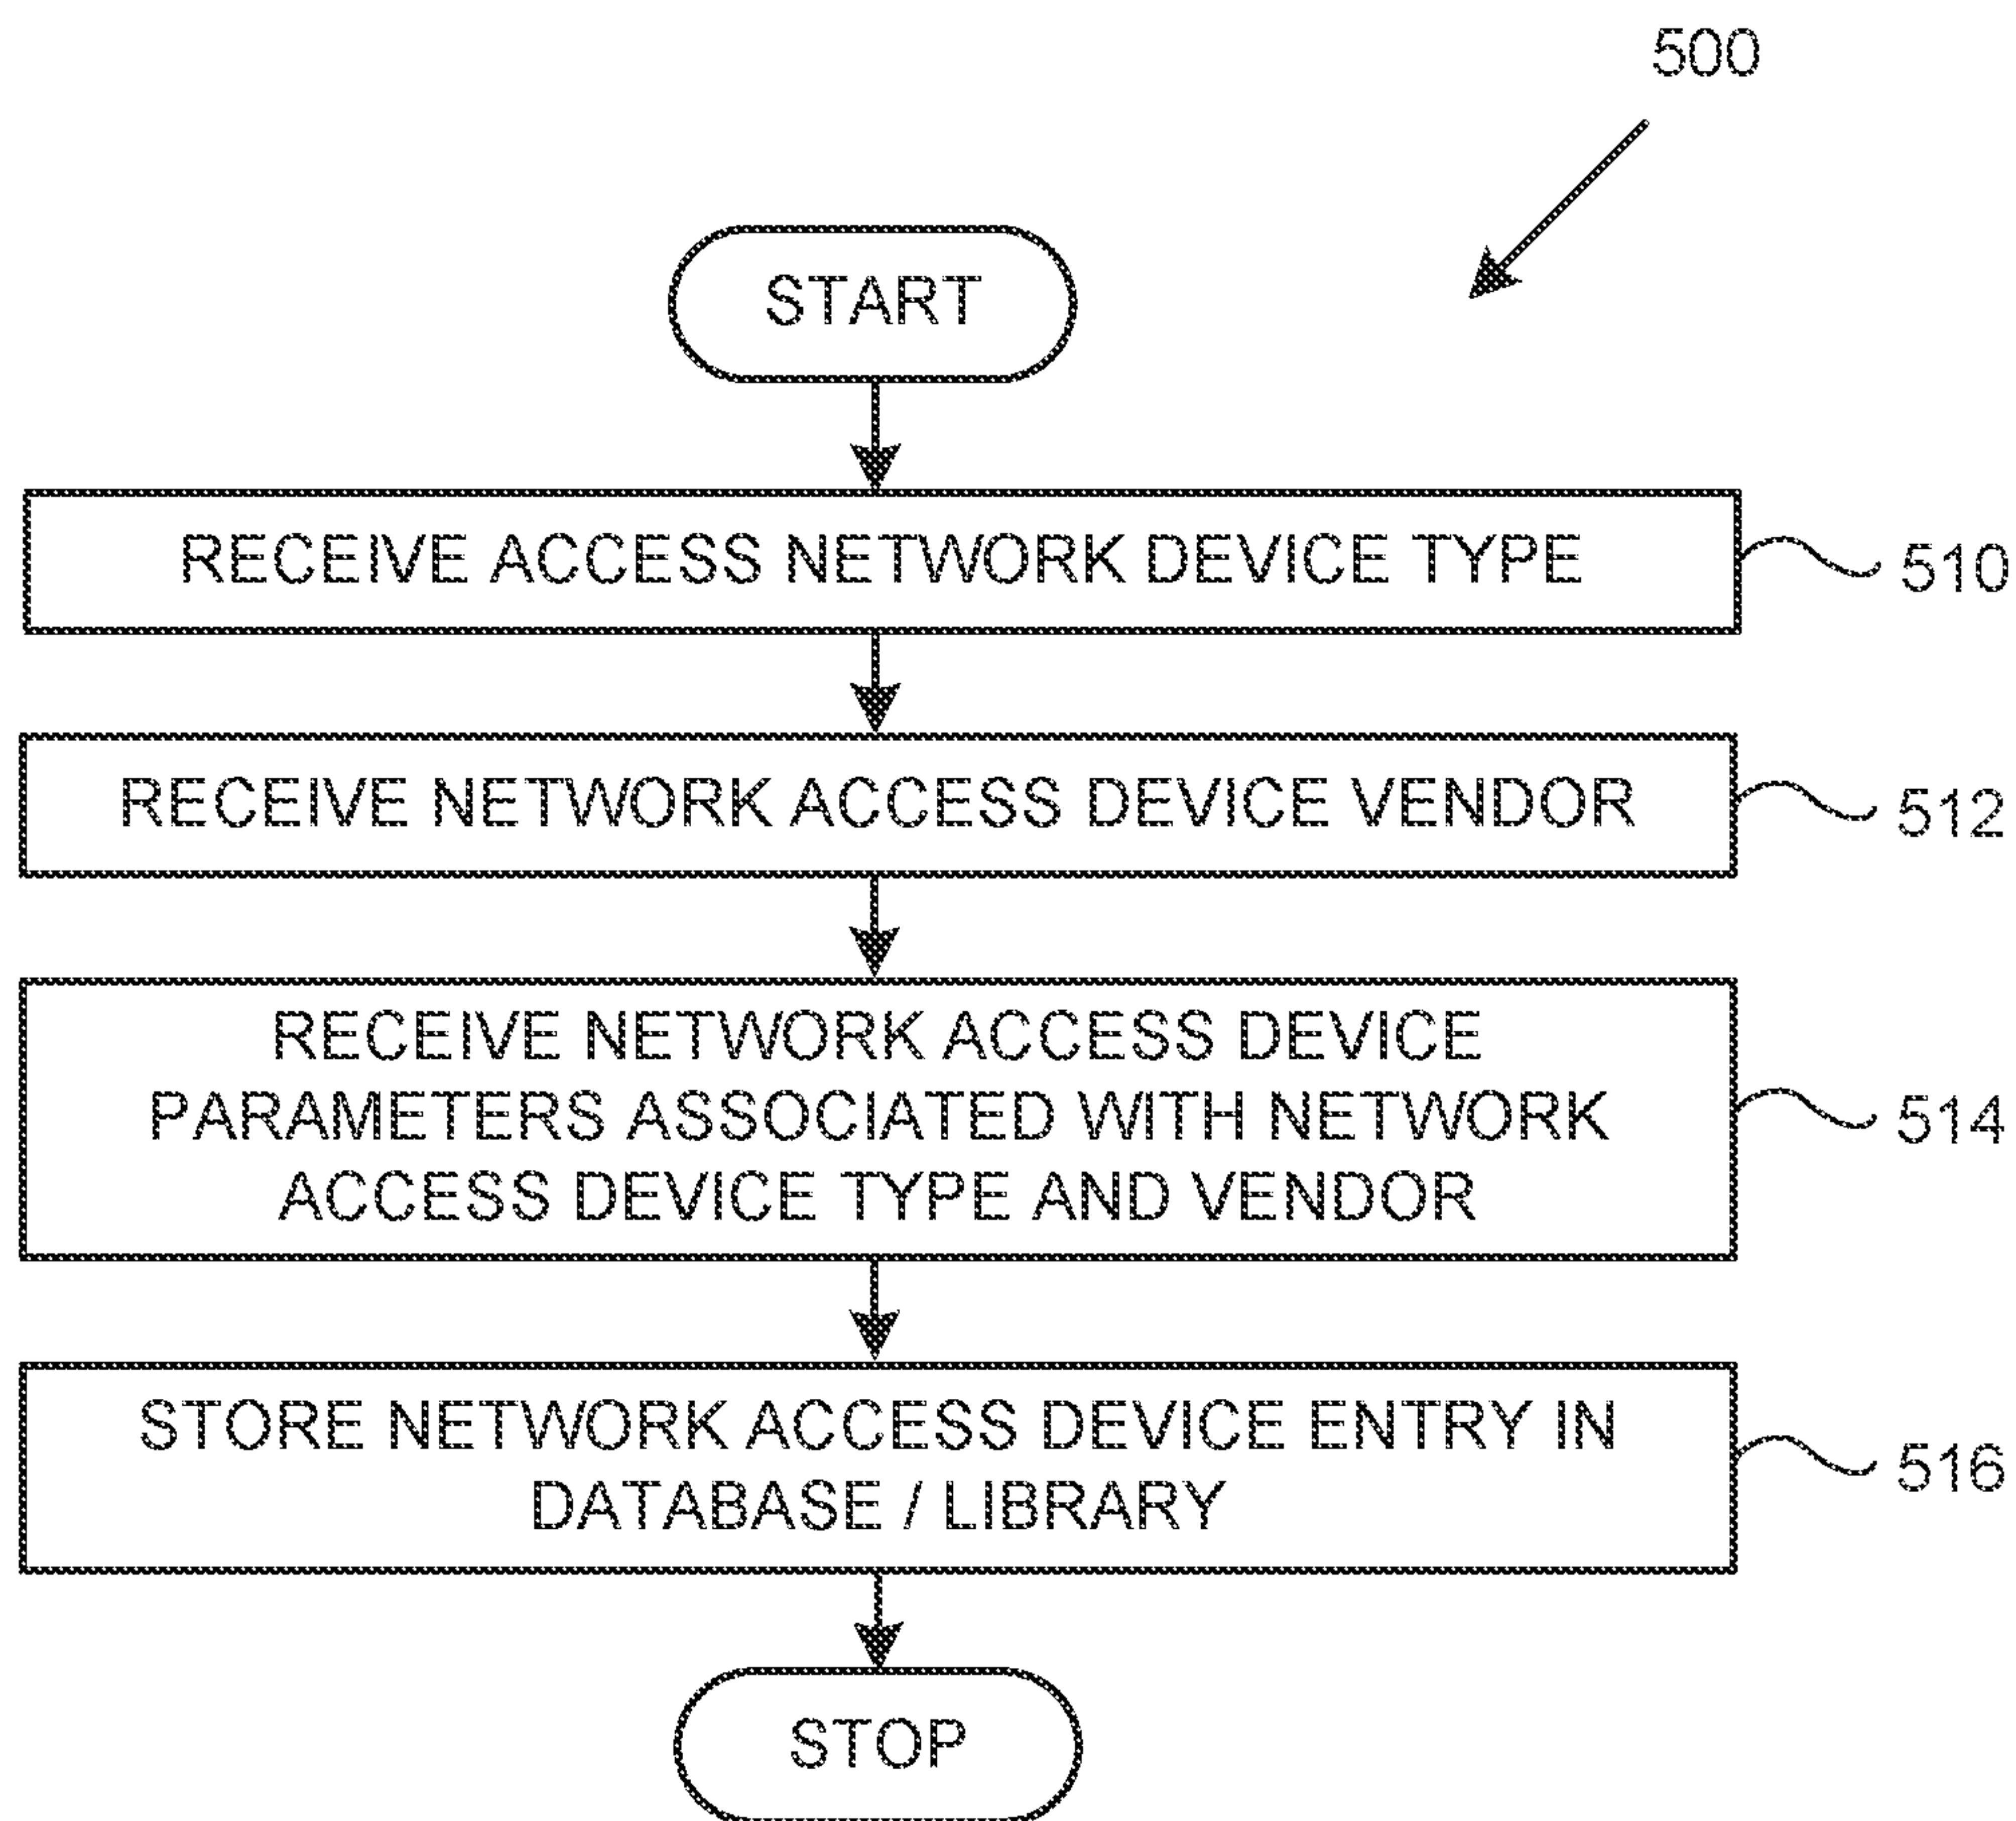 500
START
RECEIVE ACCESS NETWORK DEVICE TYPE
510
RECEIVE NETWORK ACCESS DEVICE VENDOR
512
RECEIVE NETWORK ACCESS DEVICE
PARAMETERS ASSOCIATED WITH NETWORK
ACCESS DEVICE TYPE AND VENDOR
514
STORE NETWORK ACCESS DEVICE ENTRY IN
DATABASE / LIBRARY
516
STOP